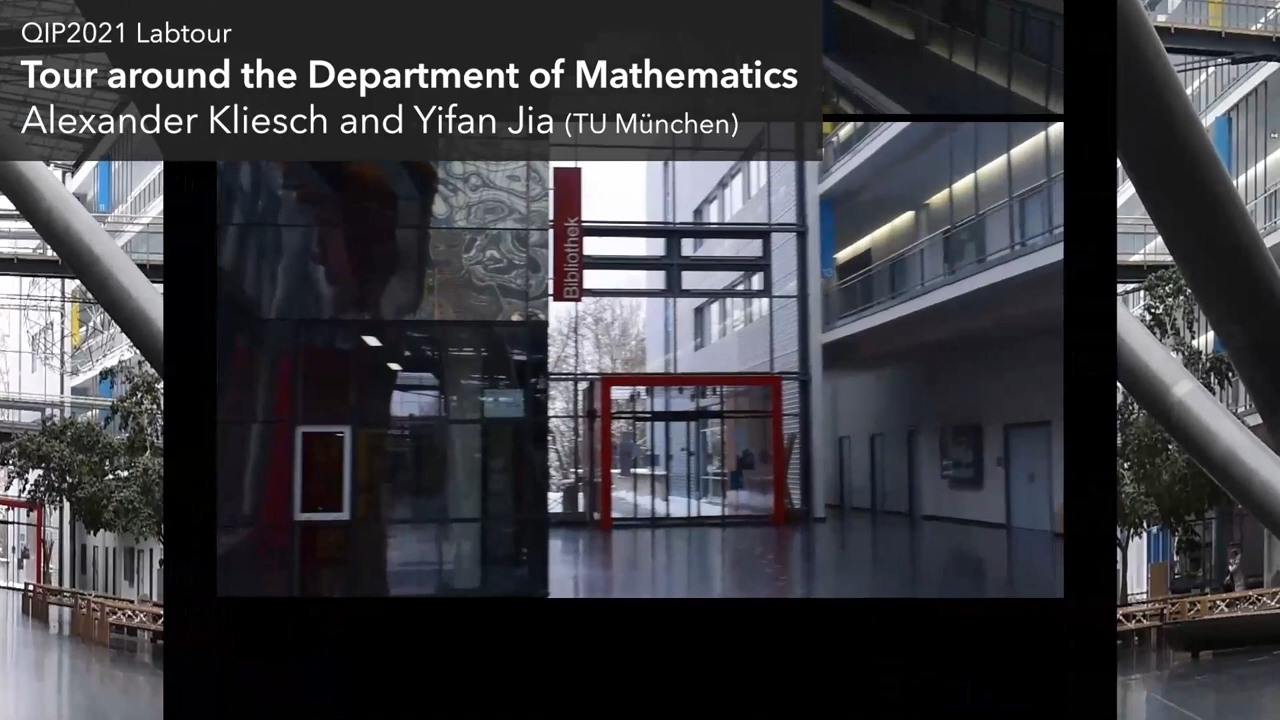 QIP2021 Labtour
Tour around the Department of Mathematics
Alexander Kliesch and Yifan Jia (TU München)
Bibliothek